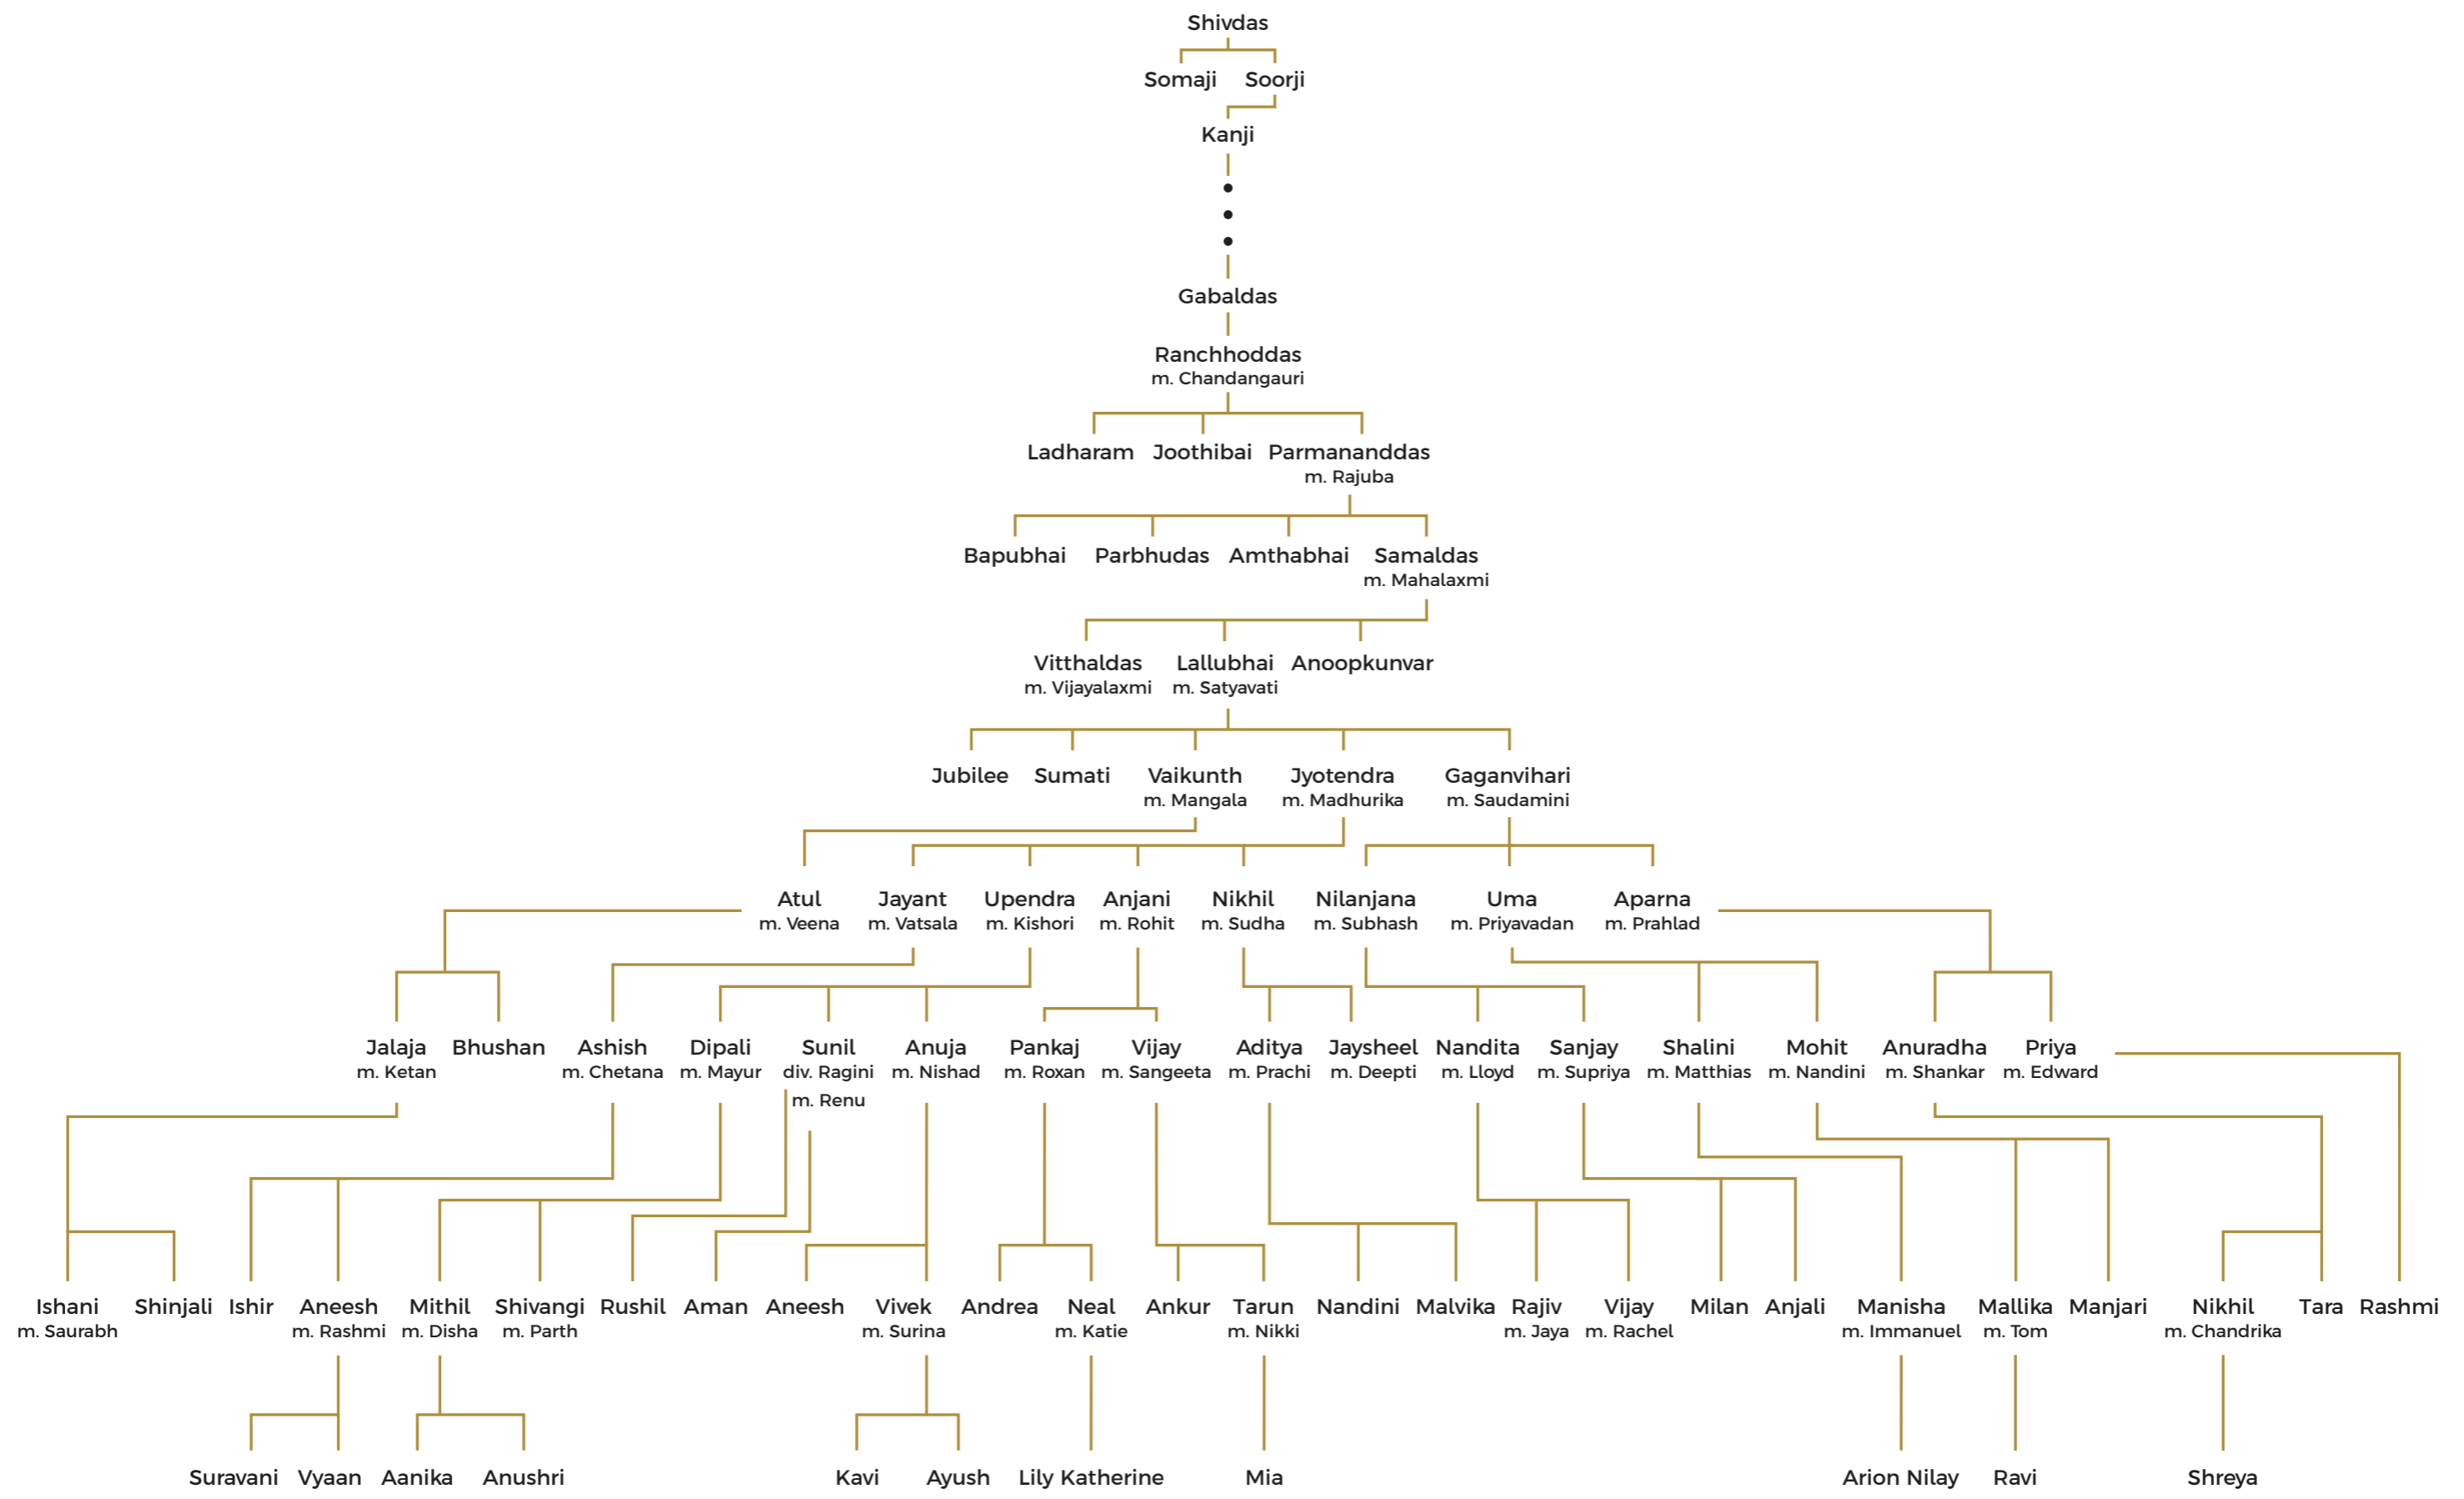 Shivdas
Somaji Soorji
Kanji
Gabaldas
Ranchhoddas
m. Chandangauri
Ladharam Joothibai Parmananddas
m. Rajuba
Bapubhai Parbhudas Amthabhai Samaldas
m. Mahalaxmi
Vitthaldas Lallubhai Anoopkunvar
m. Vijayalaxmi m. Satyavati
Jubilee Sumati Vaikunth Jyotendra Gaganvihari
m. Mangala m. Madhurika m. Saudamini
Atul Jayant Upendra Anjani Nikhil Nilanjana Uma Aparna
m. Veena m. Vatsala m. Kishori m. Rohit m. Sudha m. Subhash m. Priyavadan m. Prahlad
Jalaja Bhushan Ashish Dipali Sunil Anuja Pankaj Vijay Aditya Jaysheel Nandita Sanjay Shalini Mohit Anuradha Priya
m. Ketan m. Chetana m. Mayur div. Ragini m. Nishad m. Roxan m. Sangeeta m. Prachi m. Deepti m. Lloyd m. Supriya m. Matthias m. Nandini m. Shankar m. Edward
m. Renu
Ishani Shinjali Ishir Aneesh Mithil Shivangi Rushil Aman Aneesh Vivek Andrea Neal Ankur Tarun Nandini Malvika Rajiv Vijay Milan Anjali Manisha Mallika Manjari Nikhil Tara Rashmi
m. Saurabh m. Rashmi m. Disha m. Parth m. Surina m. Katie m. Nikki m. Jaya m. Rachel m. Immanuel m. Tom m. Chandrika
Suravani Vyaan Aanika Anushri Kavi Ayush Lily Katherine Mia Arion Nilay Ravi Shreya